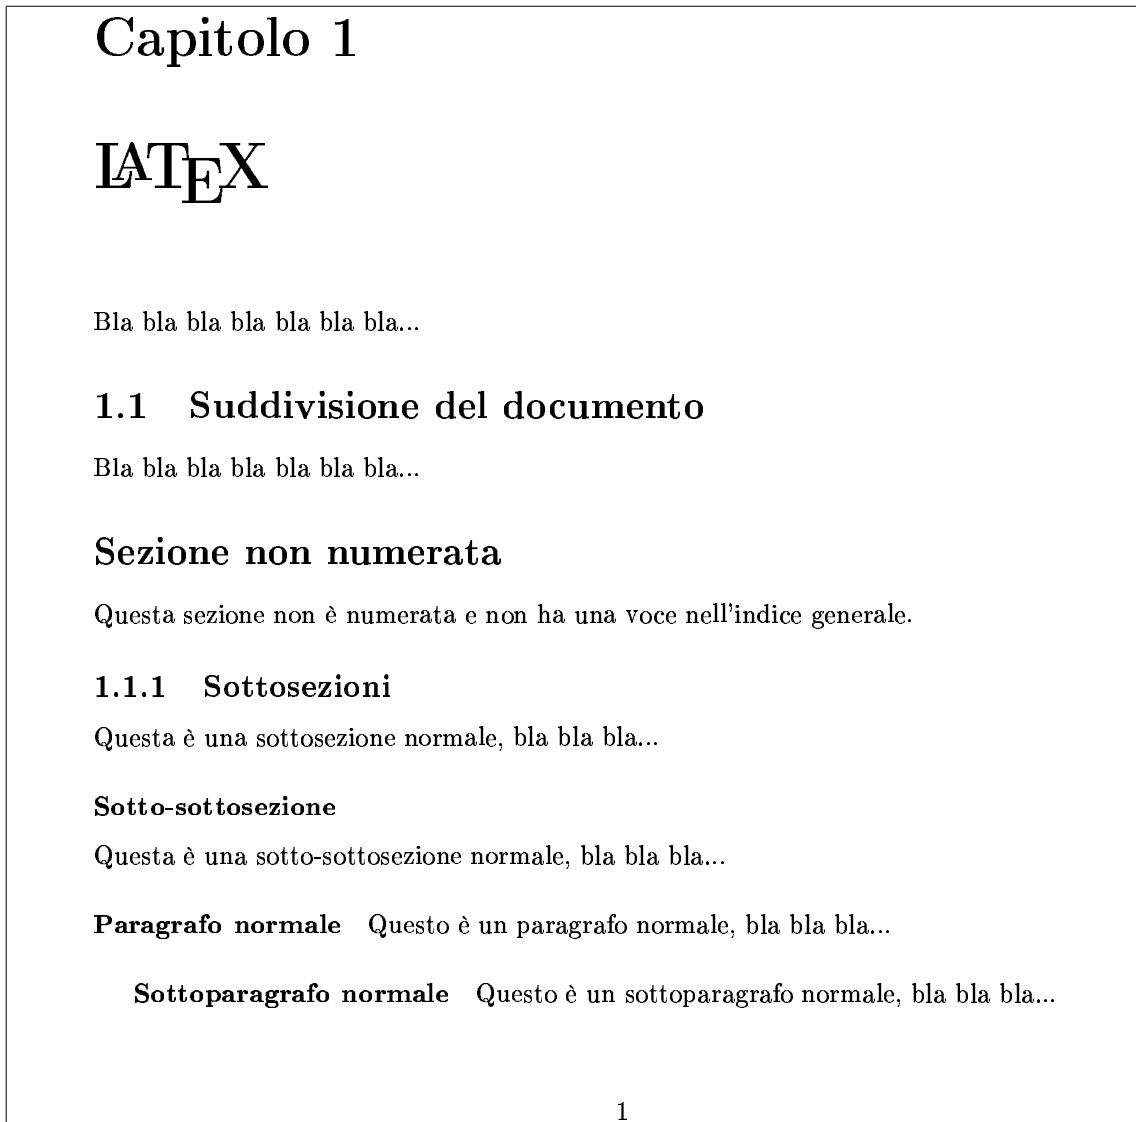 Capitolo 1
LATEX
Bla bla bla bla bla bla bla...
1.1 Suddivisione del documento
Bla bla bla bla bla bla bla...
Sezione non numerata
Questa sezione non è numerata e non ha una voce nell'indice generale.
1.1.1 Sottosezioni
Questa è una sottosezione normale, bla bla bla...
Sotto-sottosezione
Questa è una sotto-sottosezione normale, bla bla bla...
Paragrafo normale Questo è un paragrafo normale, bla bla bla...
Sottoparagrafo normale Questo è un sottoparagrafo normale, bla bla bla...
1